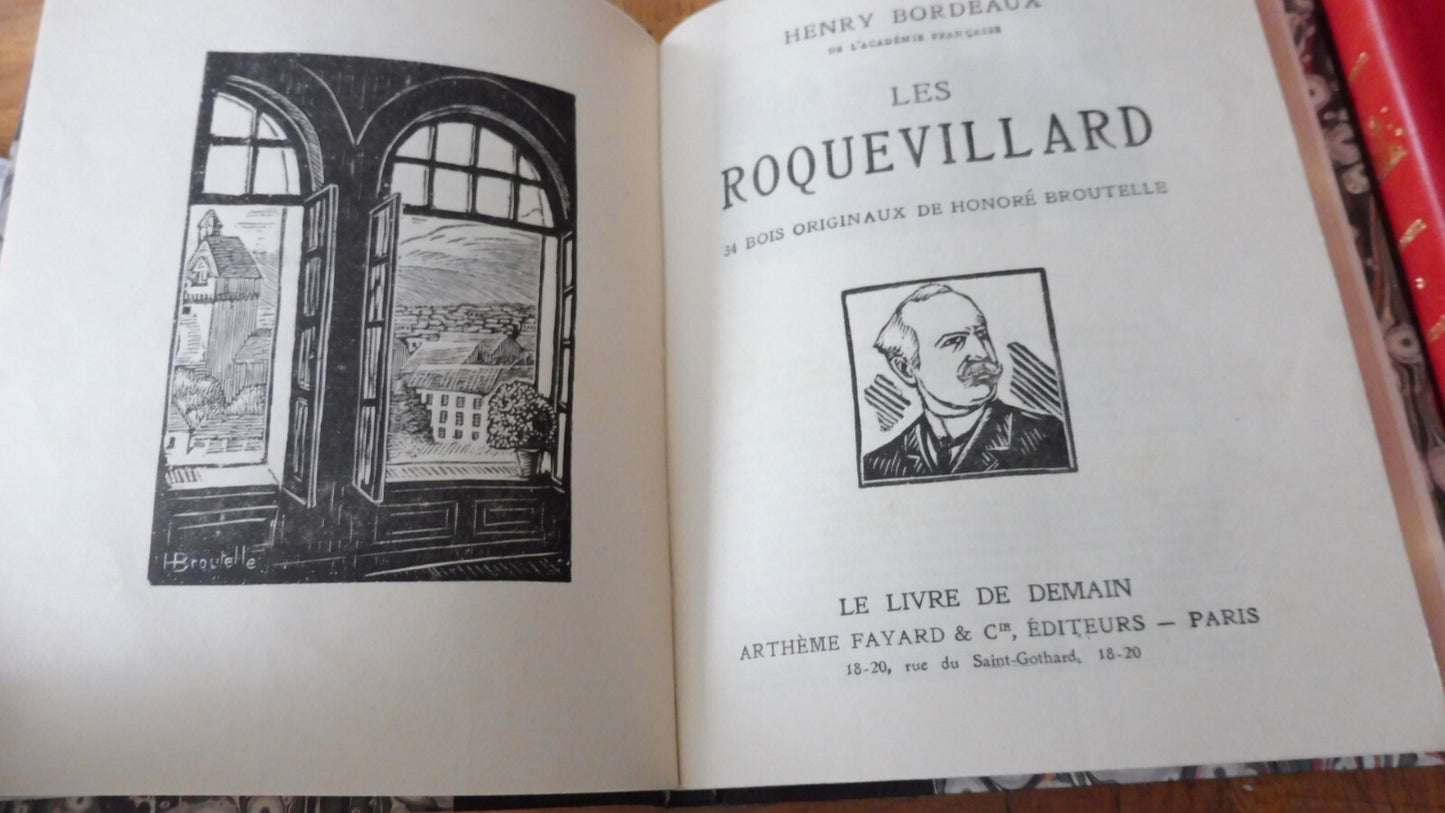 HBroutelle
HENRY BORDEAUX
DE L'ACADÉMIE FRANÇAISE
LES
ROQUEVILLARD
34 BOIS ORIGINAUX DE HONORÉ BROUTELLE
LE LIVRE DE DEMAIN
ARTHÈME FAYARD & Cie, ÉDITEURS — PARIS
18-20, rue du Saint-Gothard, 18-20